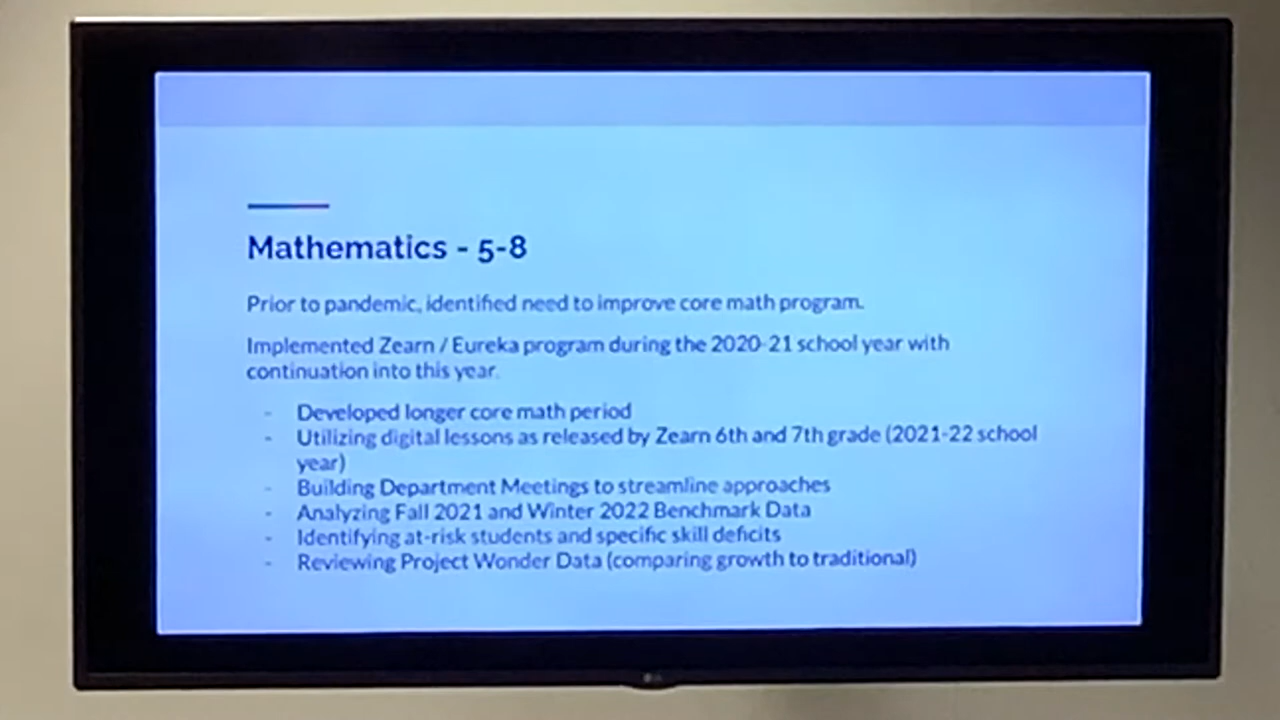 Mathematics - 5-8
Prior to pandemic, identified need to improve core math program.
Implemented Zearn / Eureka program during the 2020-21 school year with
continuation into this year.
- Developed longer core math period
- Utilizing digital lessons as released by Zearn 6th and 7th grade (2021-22 school
year)
- Building Department Meetings to streamline approaches
- Analyzing Fall 2021 and Winter 2022 Benchmark Data
- Identifying at-risk students and specific skill deficits
- Reviewing Project Wonder Data (comparing growth to traditional)
LG